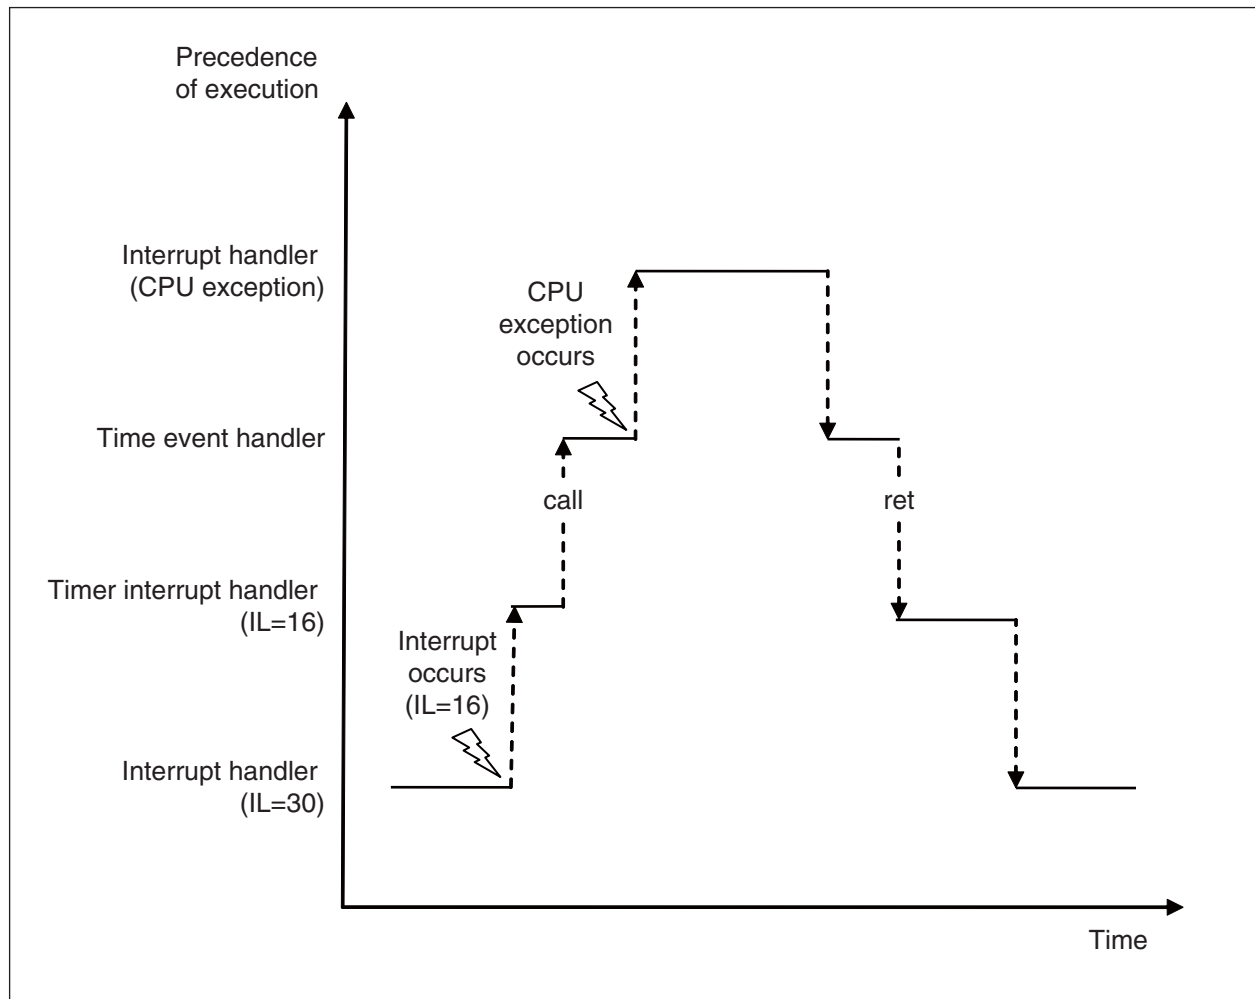 Precedence
of execution
Interrupt handler
(CPU exception)
CPU
exception
occurs
Time event handler
call
ret
Timer interrupt handler
(IL=16)
Interrupt
occurs
(IL=16)
Interrupt handler
(IL=30)
Time